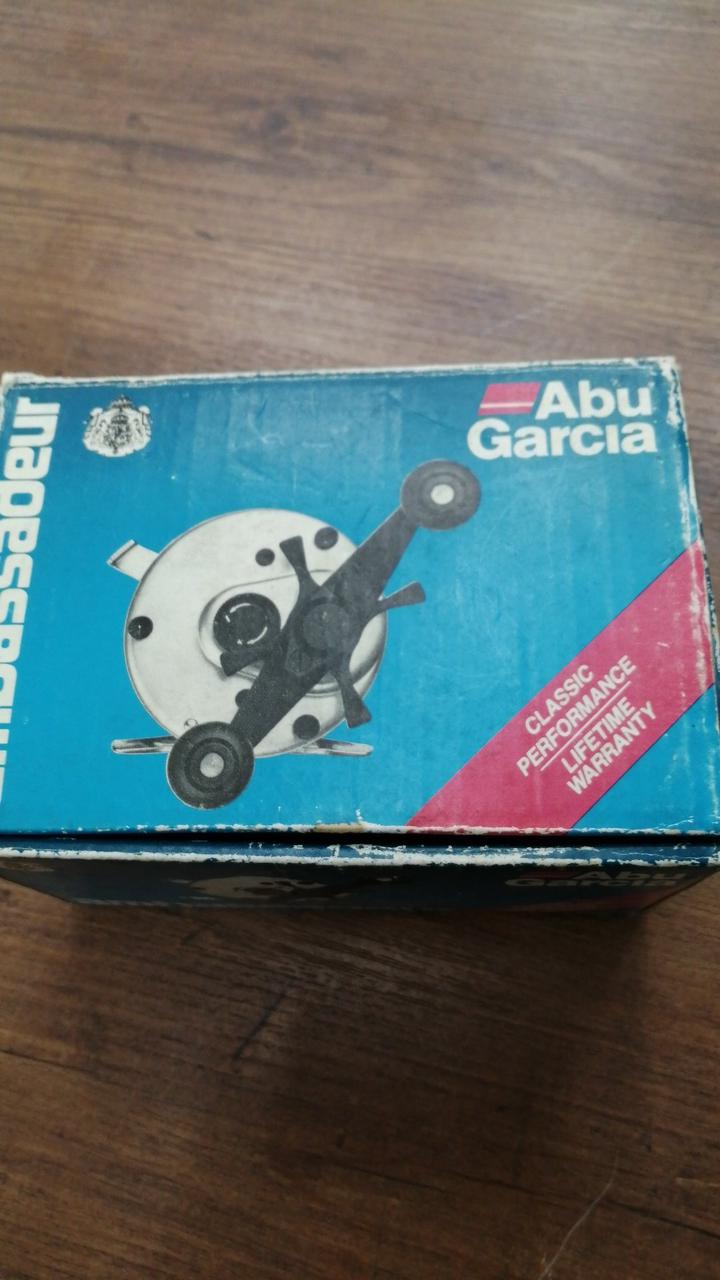 Abu
Garcia
Ambassadeur
CLASSIC
PERFORMANCE
LIFETIME
WARRANTY
Abu
Garcia